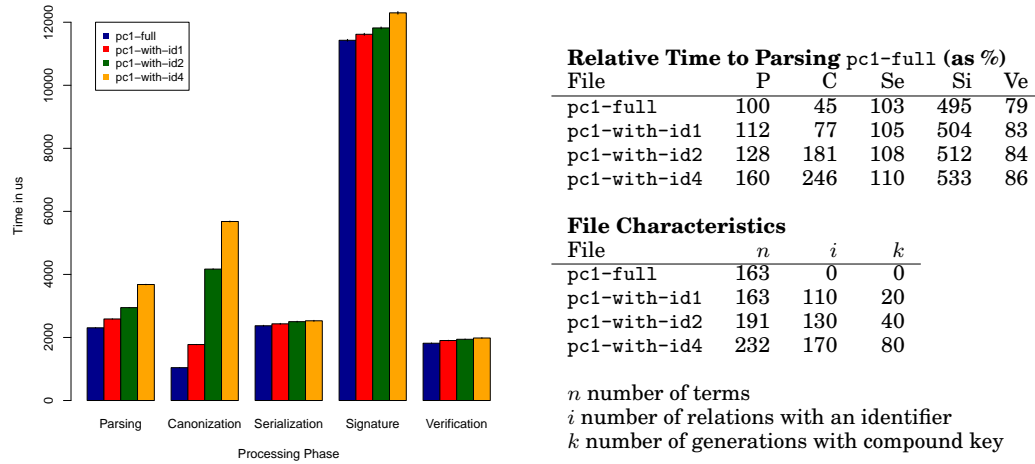 Time in us
0
2000
4000
6000
8000
10000
12000
pc1-full
pc1-with-id1
pc1-with-id2
pc1-with-id4
Parsing Canonization Serialization Signature Verification
Processing Phase
Relative Time to Parsing pc1-full (as %)
File P C Se Si Ve
pc1-full 100 45 103 495 79
pc1-with-id1 112 77 105 504 83
pc1-with-id2 128 181 108 512 84
pc1-with-id4 160 246 110 533 86
File Characteristics
File n i k
pc1-full 163 0 0
pc1-with-id1 163 110 20
pc1-with-id2 191 130 40
pc1-with-id4 232 170 80
n number of terms
i number of relations with an identifier
k number of generations with compound key